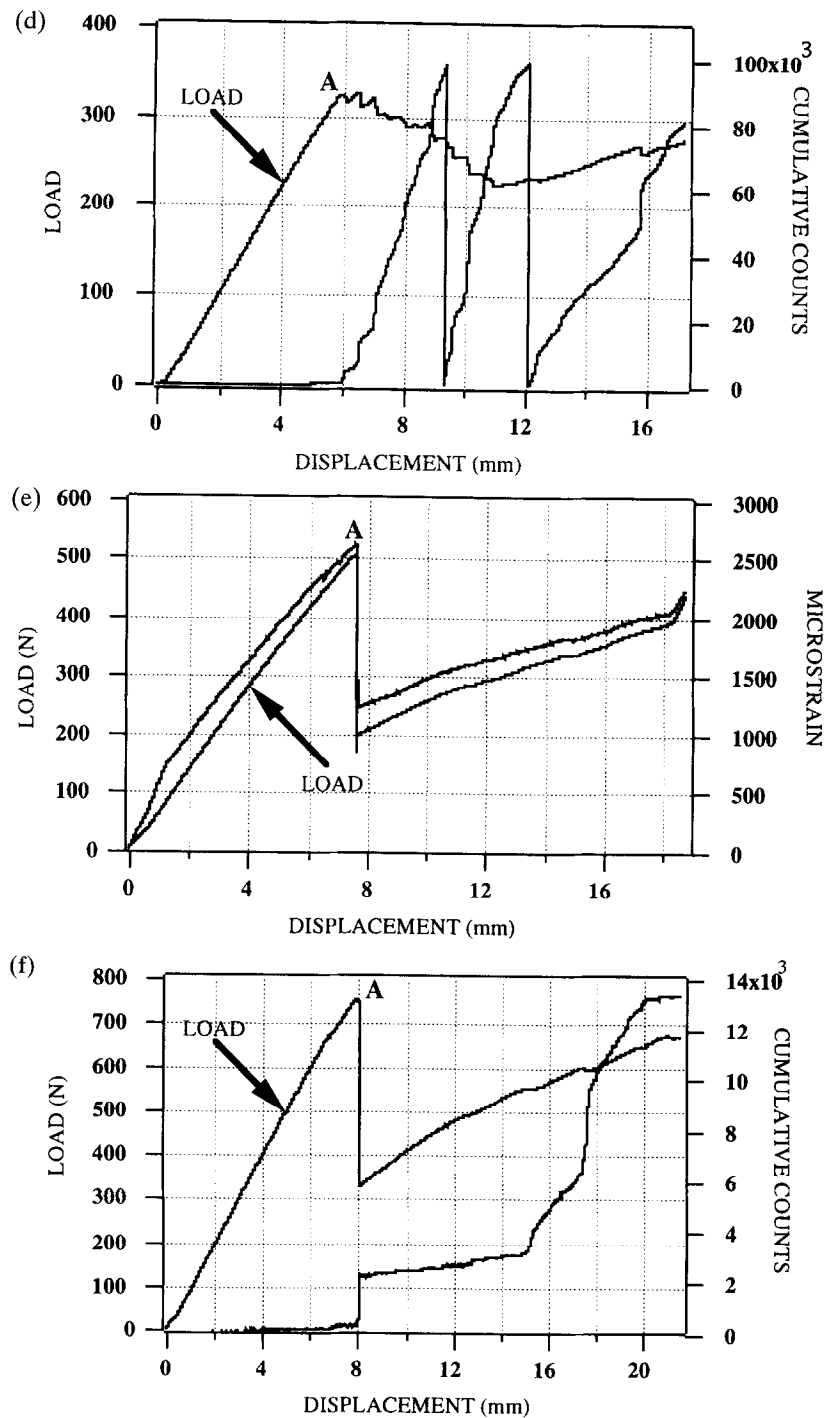 (d)
400
300
200
100
0
LOAD
LOAD
A
100x10³
80
60
40
20
0
CUMULATIVE COUNTS
0 4 8 12 16
DISPLACEMENT (mm)
(e)
600
500
400
300
200
100
0
LOAD (N)
A
LOAD
3000
2500
2000
1500
1000
500
0
MICROSTRAIN
0 4 8 12 16
DISPLACEMENT (mm)
(f)
800
700
600
500
400
300
200
100
0
LOAD (N)
LOAD
A
14x10³
12
10
8
6
4
2
0
CUMULATIVE COUNTS
0 4 8 12 16 20
DISPLACEMENT (mm)